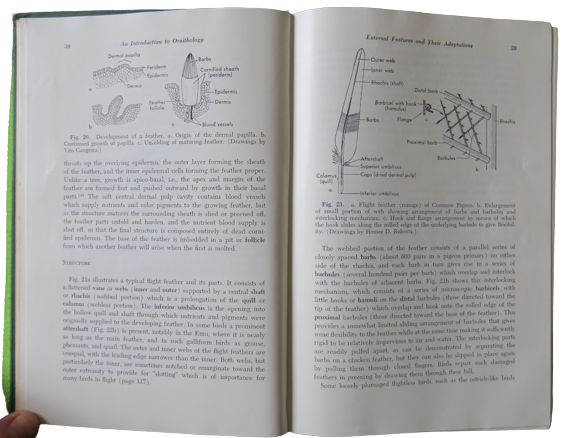 28
An Introduction to Ornithology
Dermal papilla
Periderm
Epidermis
Dermis
a
Feather
follicle
b
Barbs
Cornified sheath
(periderm)
Epidermis
Dermis
c
Blood vessels
Fig. 20. Development of a feather. a. Origin of the dermal papilla. b.
Continued growth of papilla. c. Unfolding of maturing feather. (Drawings by
Vito Cangemi.)
thrusts up the overlying epidermis, the outer layer forming the sheath
of the feather, and the inner epidermal cells forming the feather proper.
Unlike a tree, growth is apico-basal, i.e., the apex and margin of the
feather are formed first and pushed outward by growth in their basal
parts. The soft central dermal pulp cavity contains blood vessels
which supply nutrients and color pigments to the growing feather, but
as the structure matures the surrounding sheath is shed or preened off,
the feather parts unfold and harden, and the nutrient blood supply is
shut off, so that the final structure is composed entirely of dead corni-
fied epidermis. The base of the feather is imbedded in a pit or follicle
from which another feather will arise when the first is molted.
STRUCTURE
Fig. 21a illustrates a typical flight feather and its parts. It consists of
a flattened vane or webs (inner and outer) supported by a central shaft
or rhachis (webbed portion) which is a prolongation of the quill or
calamus (webless portion). The inferior umbilicus is the opening into
the hollow quill and shaft through which nutrients and pigments were
originally supplied to the developing feather. In some birds a prominent
aftershaft (Fig. 22b) is present, notably in the Emu, where it is nearly
as long as the main feather, and in such galliform birds as grouse,
pheasants, and quail. The outer and inner webs of the flight feathers are
unequal, with the leading edge narrower than the inner. Both webs, but
particularly the inner, are sometimes notched or emarginate toward the
outer extremity to provide for "slotting" which is of importance for
many birds in flight (page 117).
External Features and Their Adaptations
29
Outer web
Inner web
Rhachis (shaft)
Barbs
Aftershaft
Superior umbilicus
Calamus
(quill)
Caps (dried dermal pulp)
Inferior umbilicus
a
Distal barb
Barbicel with hook
(hamulus)
Flange
Rhachis
Proximal barb
Barbules
b
c
Fig. 21. a. Flight feather (remige) of Common Pigeon. b. Enlargement
of small portion of web showing arrangement of barbs and barbules and
interlocking mechanism. c. Hook and flange arrangement by means of which
the hook slides along the rolled edge of the underlying barbule to give flexibil-
ity. (Drawings by Homer D. Roberts.)
The webbed portion of the feather consists of a parallel series of
closely spaced barbs (about 800 pairs in a pigeon primary) on either
side of the rhachis, and each barb in turn gives rise to a series of
barbules (several hundred pairs per barb) which overlap and interlock
with the barbules of adjacent barbs. Fig. 21b shows this interlocking
mechanism, which consists of a series of microscopic barbicels with
little hooks or hamuli on the distal barbules (those directed toward the
tip of the feather) which overlap and hook onto the rolled edge of the
proximal barbules (those directed toward the base of the feather). This
provides a somewhat limited sliding arrangement of barbules that gives
some flexibility to the feather while at the same time making it sufficiently
rigid to be relatively impervious to air and water. The interlocking parts
are readily pulled apart, as can be demonstrated by separating the
barbs on a chicken feather, but they can also be slipped in place again
by pulling them through closed fingers. Birds repair such damaged
feathers in preening by drawing them through their bill.
Some loosely plumaged flightless birds, such as the ostrich-like birds